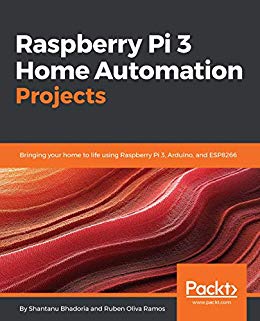 Raspberry Pi 3
Home Automation
Projects
Bringing your home to life using Raspberry Pi 3, Arduino, and ESP8266
Packt>
www.packt.com
By Shantanu Bhadoria and Ruben Oliva Ramos